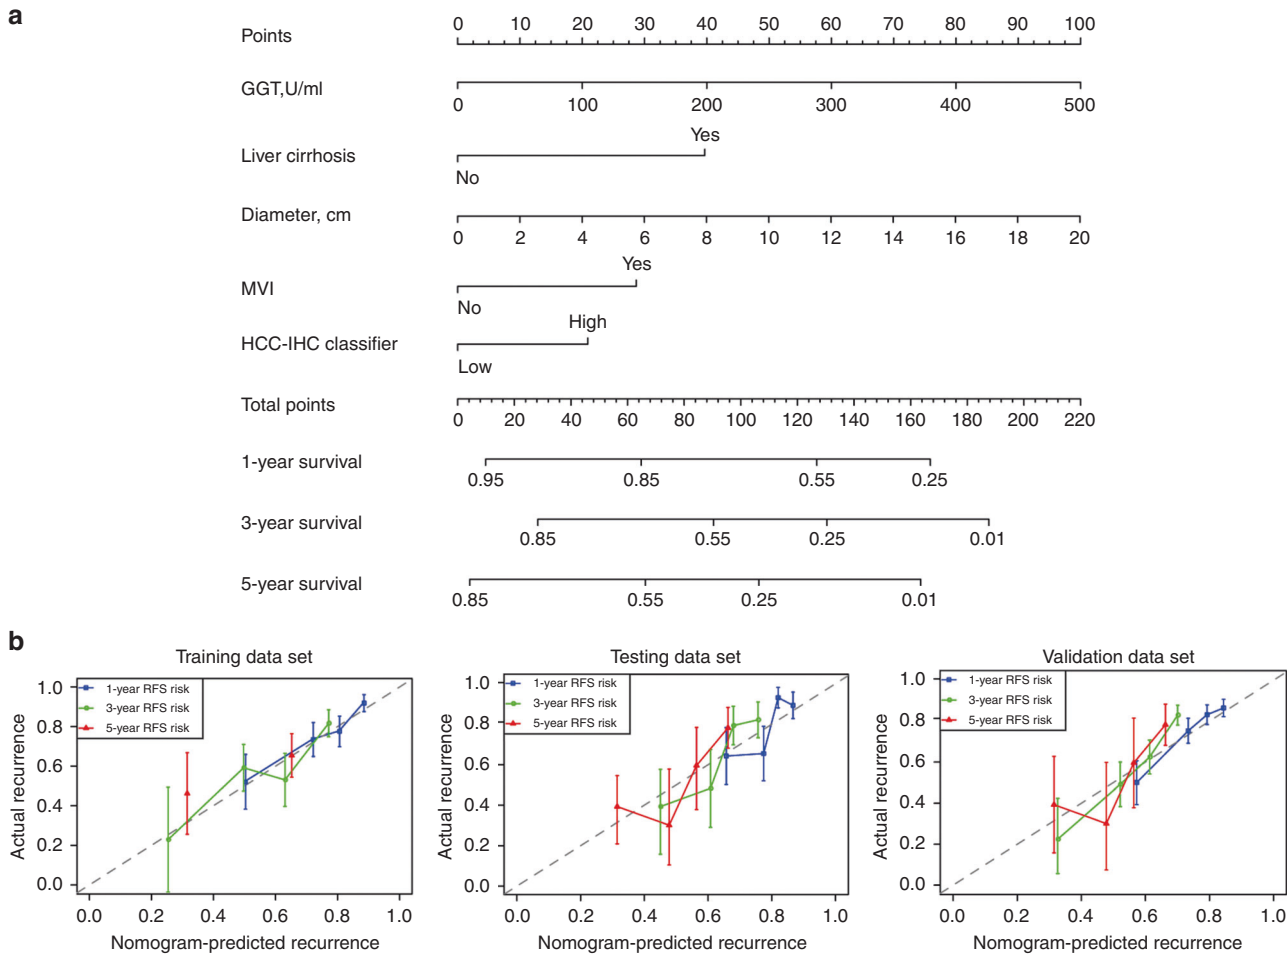 a
Points
0 10 20 30 40 50 60 70 80 90 100
GGT,U/ml
0 100 200 300 400 500
Liver cirrhosis
Yes
No
Diameter, cm
0 2 4 6 8 10 12 14 16 18 20
MVI
Yes
No
HCC-IHC classifier
High
Low
Total points
0 20 40 60 80 100 120 140 160 180 200 220
1-year survival
0.95 0.85 0.55 0.25
3-year survival
0.85 0.55 0.25 0.01
5-year survival
0.85 0.55 0.25 0.01
b
Training data set
1-year RFS risk
3-year RFS risk
5-year RFS risk
Actual recurrence
1.0
0.8
0.6
0.4
0.2
0.0
0.0 0.2 0.4 0.6 0.8 1.0
Nomogram-predicted recurrence
Testing data set
1-year RFS risk
3-year RFS risk
5-year RFS risk
Actual recurrence
1.0
0.8
0.6
0.4
0.2
0.0
0.0 0.2 0.4 0.6 0.8 1.0
Nomogram-predicted recurrence
Validation data set
1-year RFS risk
3-year RFS risk
5-year RFS risk
Actual recurrence
1.0
0.8
0.6
0.4
0.2
0.0
0.0 0.2 0.4 0.6 0.8 1.0
Nomogram-predicted recurrence